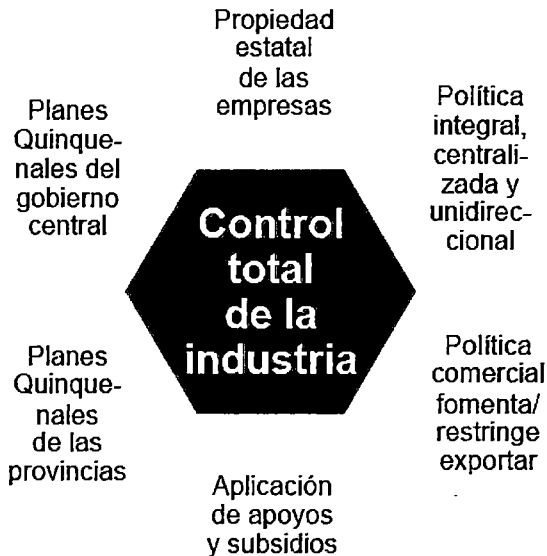 Propiedad
estatal
de las
empresas
Política
integral,
centrali-
zada y
unidirec-
cional
Política
comercial
fomenta/
restringe
exportar
Aplicación
de apoyos
y subsidios
Planes
Quinque-
nales
de las
provincias
Planes
Quinque-
nales del
gobierno
central
Control
total
de la
industria